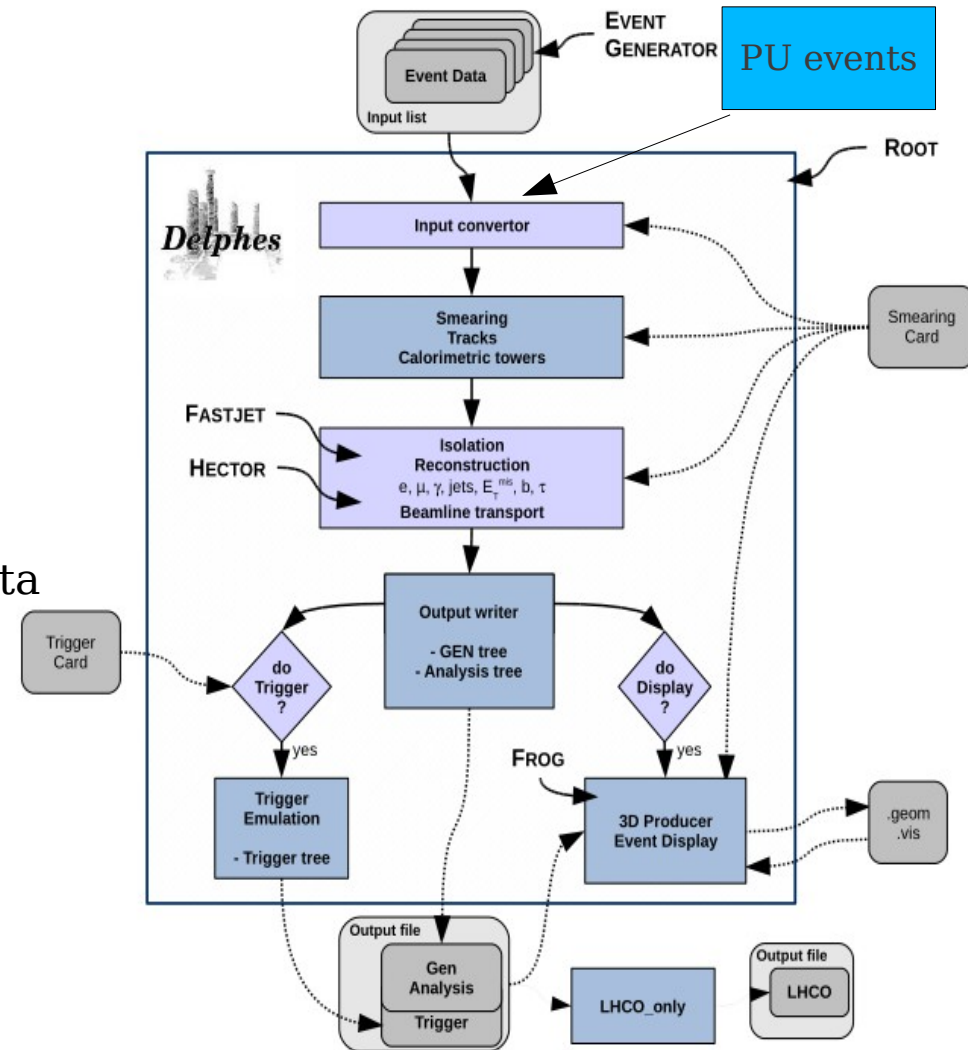 EVENT
GENERATOR
PU events
Event Data
Input list
ROOT
Delphes
Input convertor
Smearing
Tracks
Calorimetric towers
Smearing
Card
FASTJET
HECTOR
Isolation
Reconstruction
e, μ, γ, jets, E_T^mis, b, τ
Beamline transport
ta
Trigger
Card
Output writer
- GEN tree
- Analysis tree
do
Trigger
?
do
Display
?
yes
yes
FROG
Trigger
Emulation
- Trigger tree
3D Producer
Event Display
.geom
.vis
Output file
Gen
Analysis
Trigger
LHCO_only
Output file
LHCO